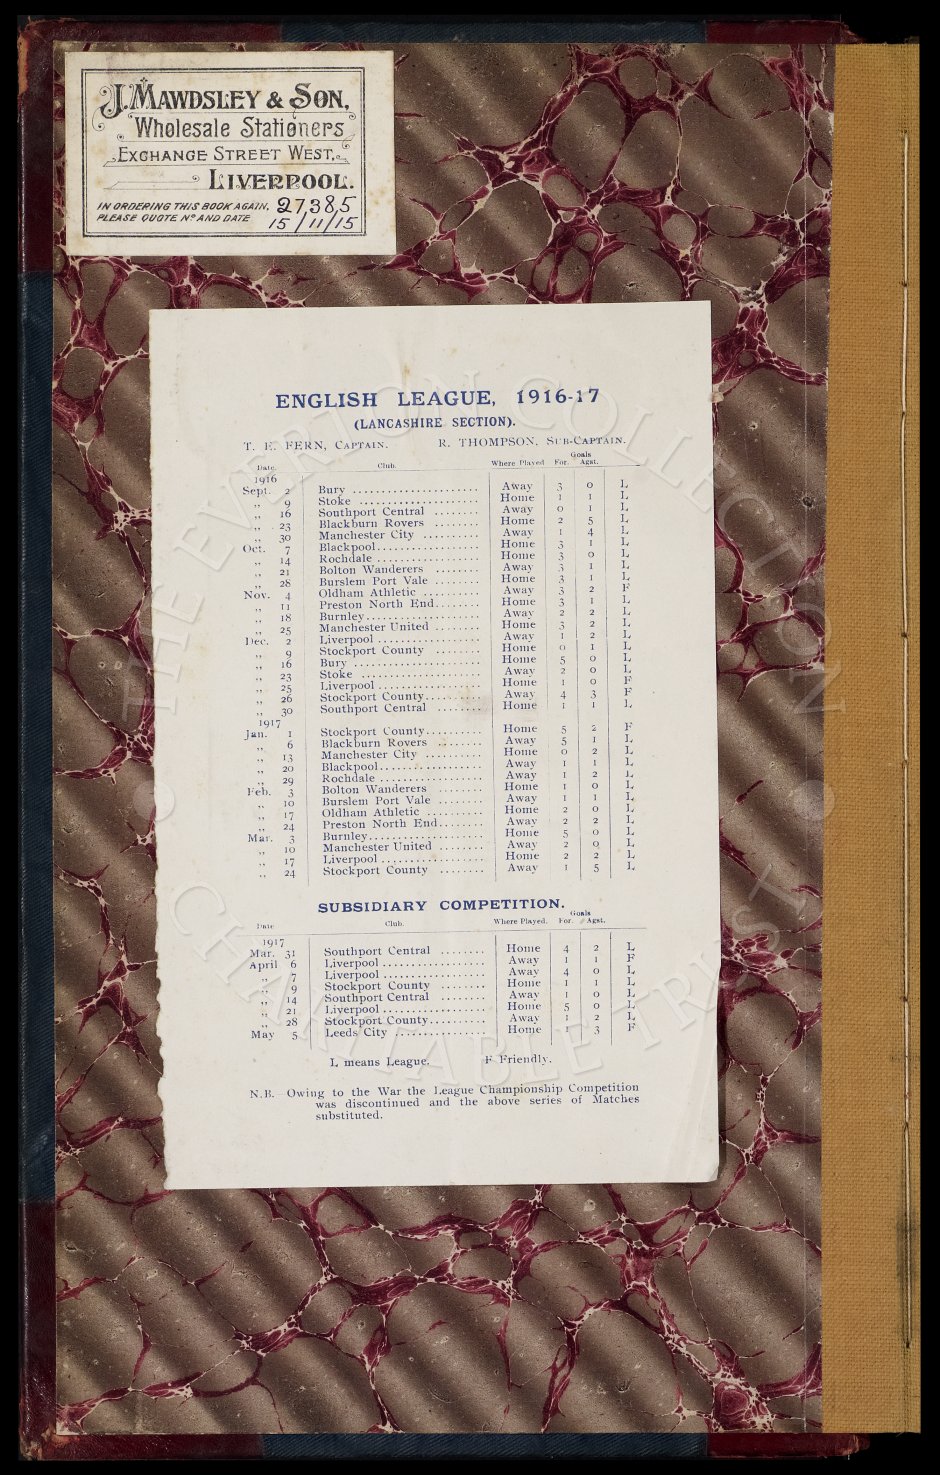 J. MAWDSLEY & SON,
Wholesale Stationers
EXCHANGE STREET WEST,
LIVERPOOL.
IN ORDERING THIS BOOK AGAIN, 27,385
PLEASE QUOTE Nº AND DATE 15/11/15
ENGLISH LEAGUE, 1916-17
(LANCASHIRE SECTION).
T. E. FERN, CAPTAIN. R. THOMPSON, SUB-CAPTAIN.
Goals
Date. Club. Where Played For. Agst.
1916
Sept. 2 Bury Away 3 0 L
„ 9 Stoke Home 1 1 L
„ 16 Southport Central Away 0 1 L
„ 23 Blackburn Rovers Home 2 5 L
„ 30 Manchester City Away 1 4 L
Oct. 7 Blackpool Home 3 1 L
„ 14 Rochdale Home 3 0 L
„ 21 Bolton Wanderers Away 3 1 L
„ 28 Burslem Port Vale Home 3 1 L
Nov. 4 Oldham Athletic Away 3 2 F
„ 11 Preston North End Home 3 1 L
„ 18 Burnley Away 2 2 L
„ 25 Manchester United Home 3 2 L
Dec. 2 Liverpool Away 1 2 L
„ 9 Stockport County Home 0 1 L
„ 16 Bury Home 5 0 L
„ 23 Stoke Away 2 0 L
„ 25 Liverpool Home 1 0 F
„ 26 Stockport County Away 4 3 F
„ 30 Southport Central Home 1 1 L
1917
Jan. 1 Stockport County Home 5 2 F
„ 6 Blackburn Rovers Away 5 1 L
„ 13 Manchester City Home 0 2 L
„ 20 Blackpool Away 1 1 L
„ 29 Rochdale Away 1 2 L
Feb. 3 Bolton Wanderers Home 1 0 L
„ 10 Burslem Port Vale Away 1 1 L
„ 17 Oldham Athletic Home 2 0 L
„ 24 Preston North End Away 2 2 L
Mar. 3 Burnley Home 5 0 L
„ 10 Manchester United Away 2 0 L
„ 17 Liverpool Home 2 2 L
„ 24 Stockport County Away 1 5 L
SUBSIDIARY COMPETITION.
Goals
Date Club. Where Played. For. Agst.
1917
Mar. 31 Southport Central Home 4 2 L
April 6 Liverpool Away 1 1 F
„ 7 Liverpool Away 4 0 L
„ 9 Stockport County Home 1 1 L
„ 14 Southport Central Away 1 0 L
„ 21 Liverpool Home 5 0 L
„ 28 Stockport County Away 1 2 L
May 5 Leeds City Home 1 3 F
L means League. F Friendly.
N.B.—Owing to the War the League Championship Competition
was discontinued and the above series of Matches
substituted.
THE EVERTON COLLECTION
CHARITABLE TRUST